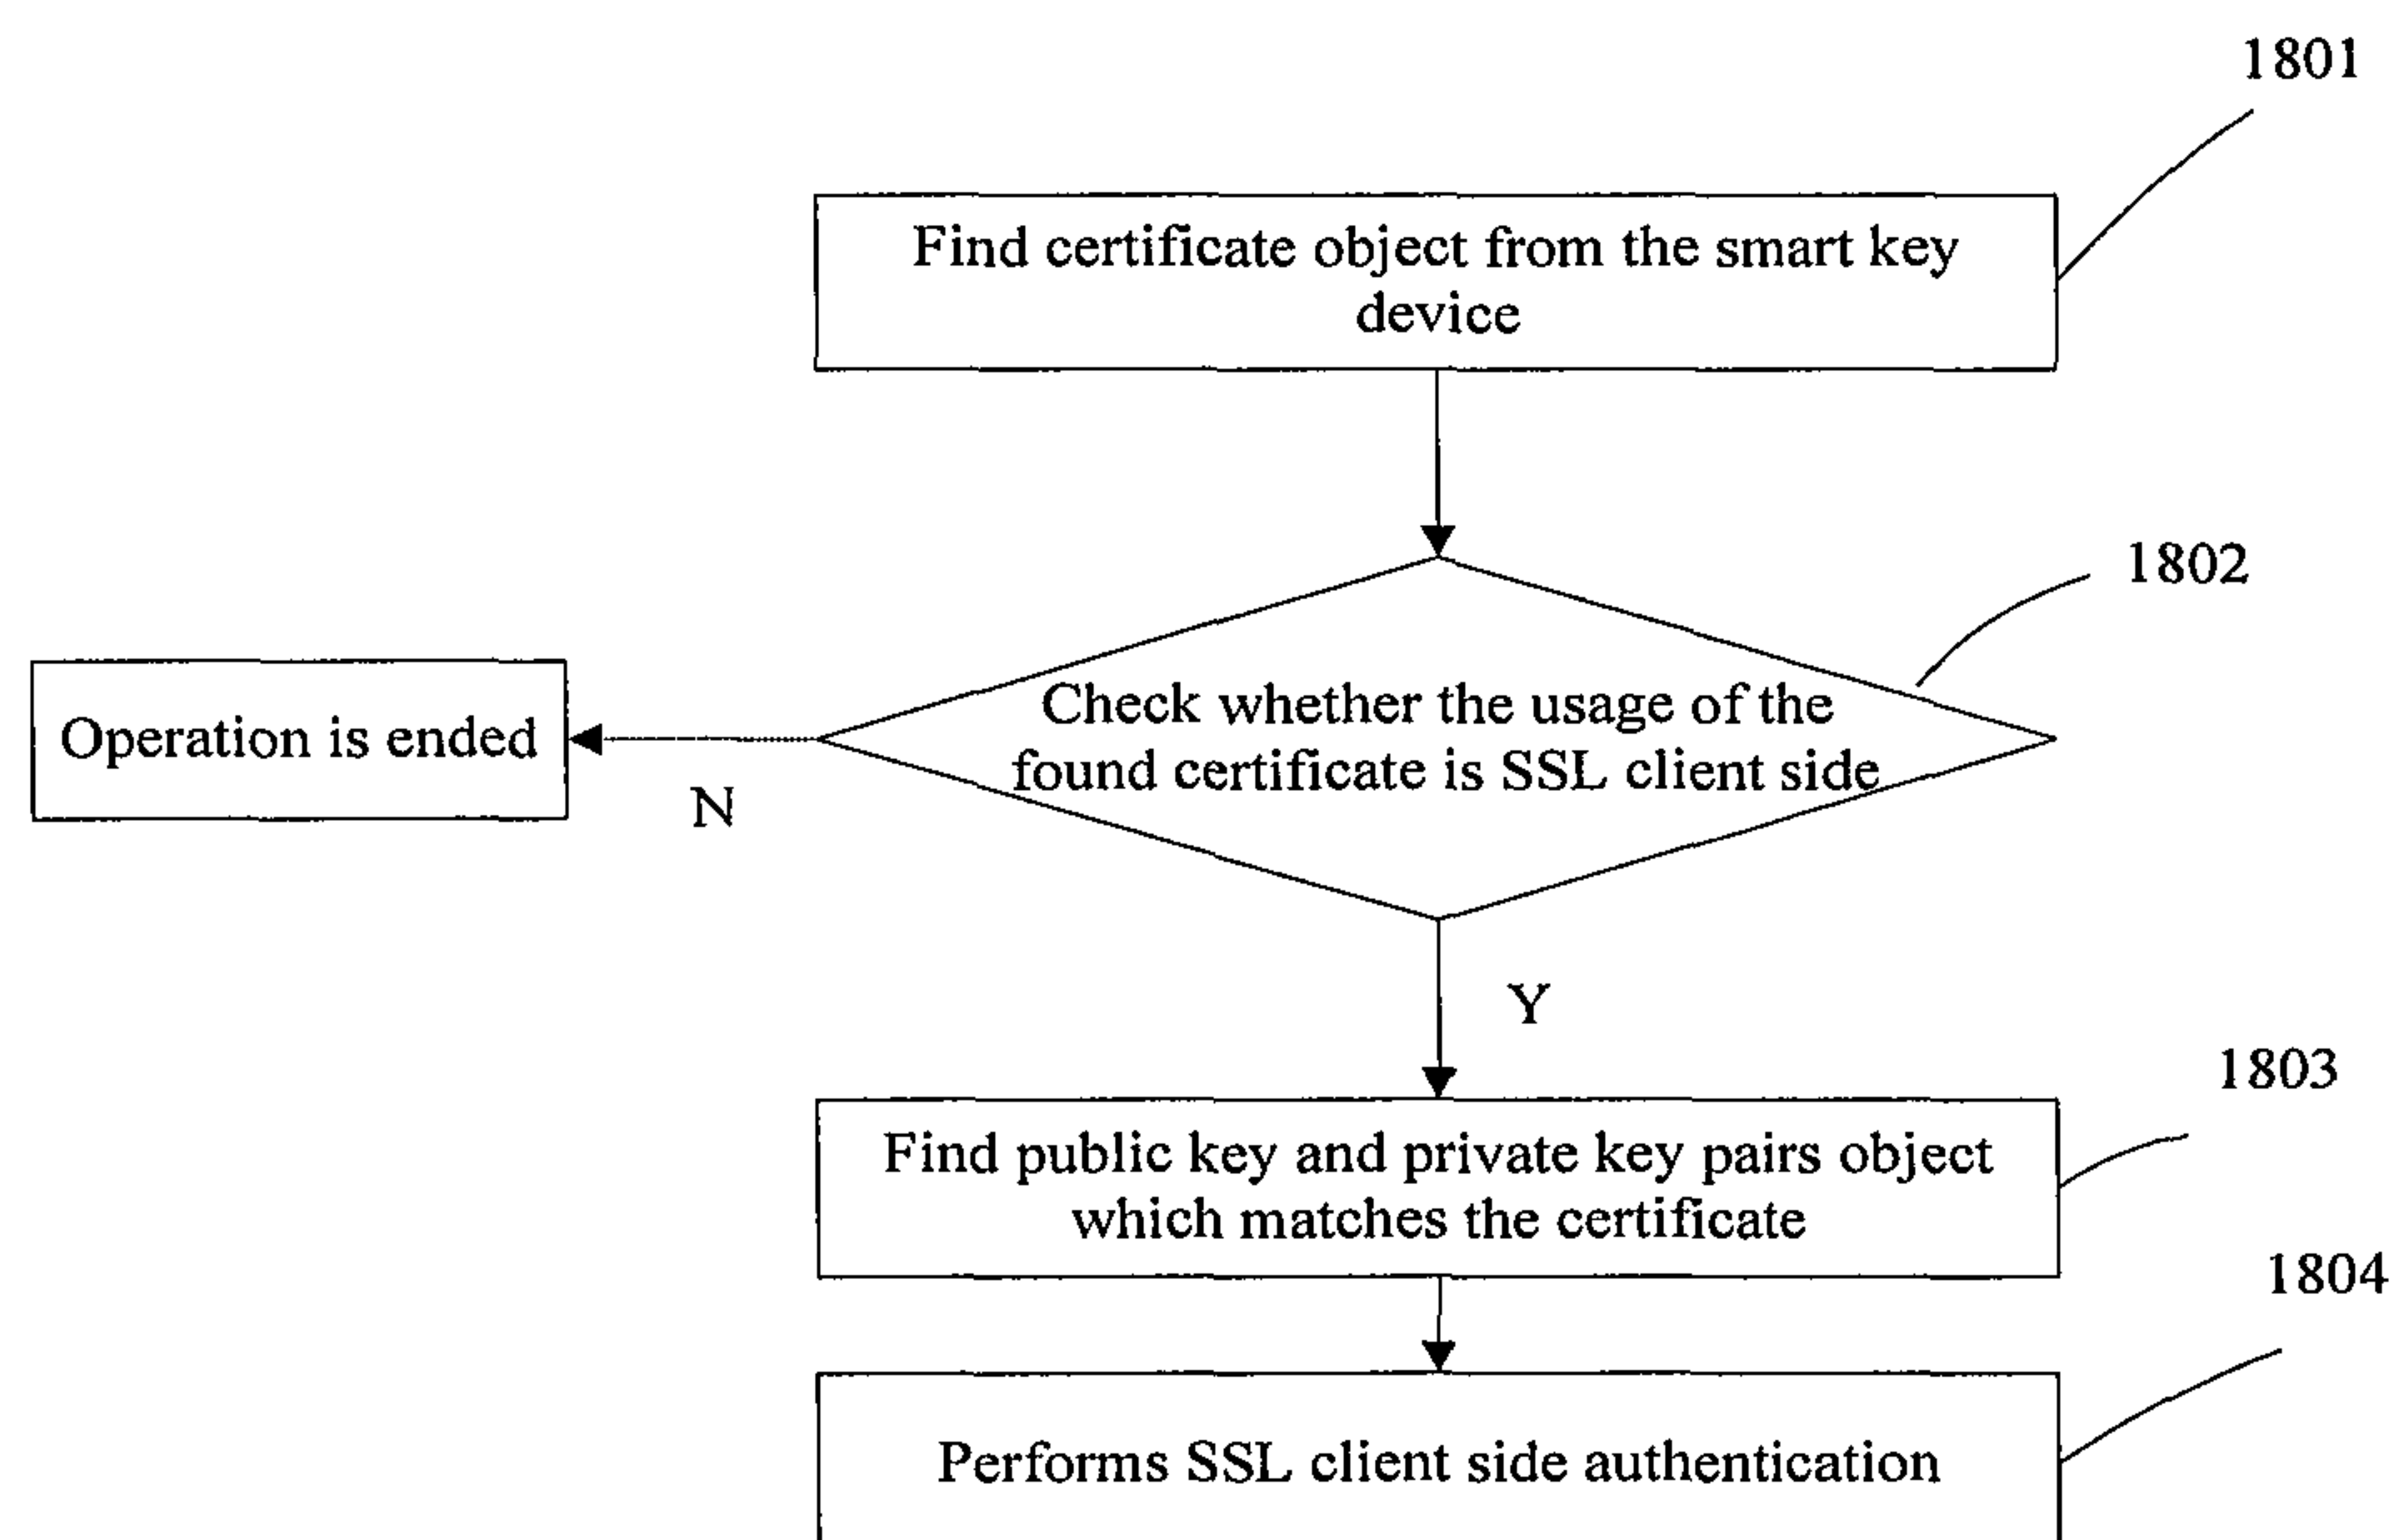 1801
Find certificate object from the smart key
device
1802
Check whether the usage of the
found certificate is SSL client side
Operation is ended
N
Y
1803
Find public key and private key pairs object
which matches the certificate
1804
Performs SSL client side authentication